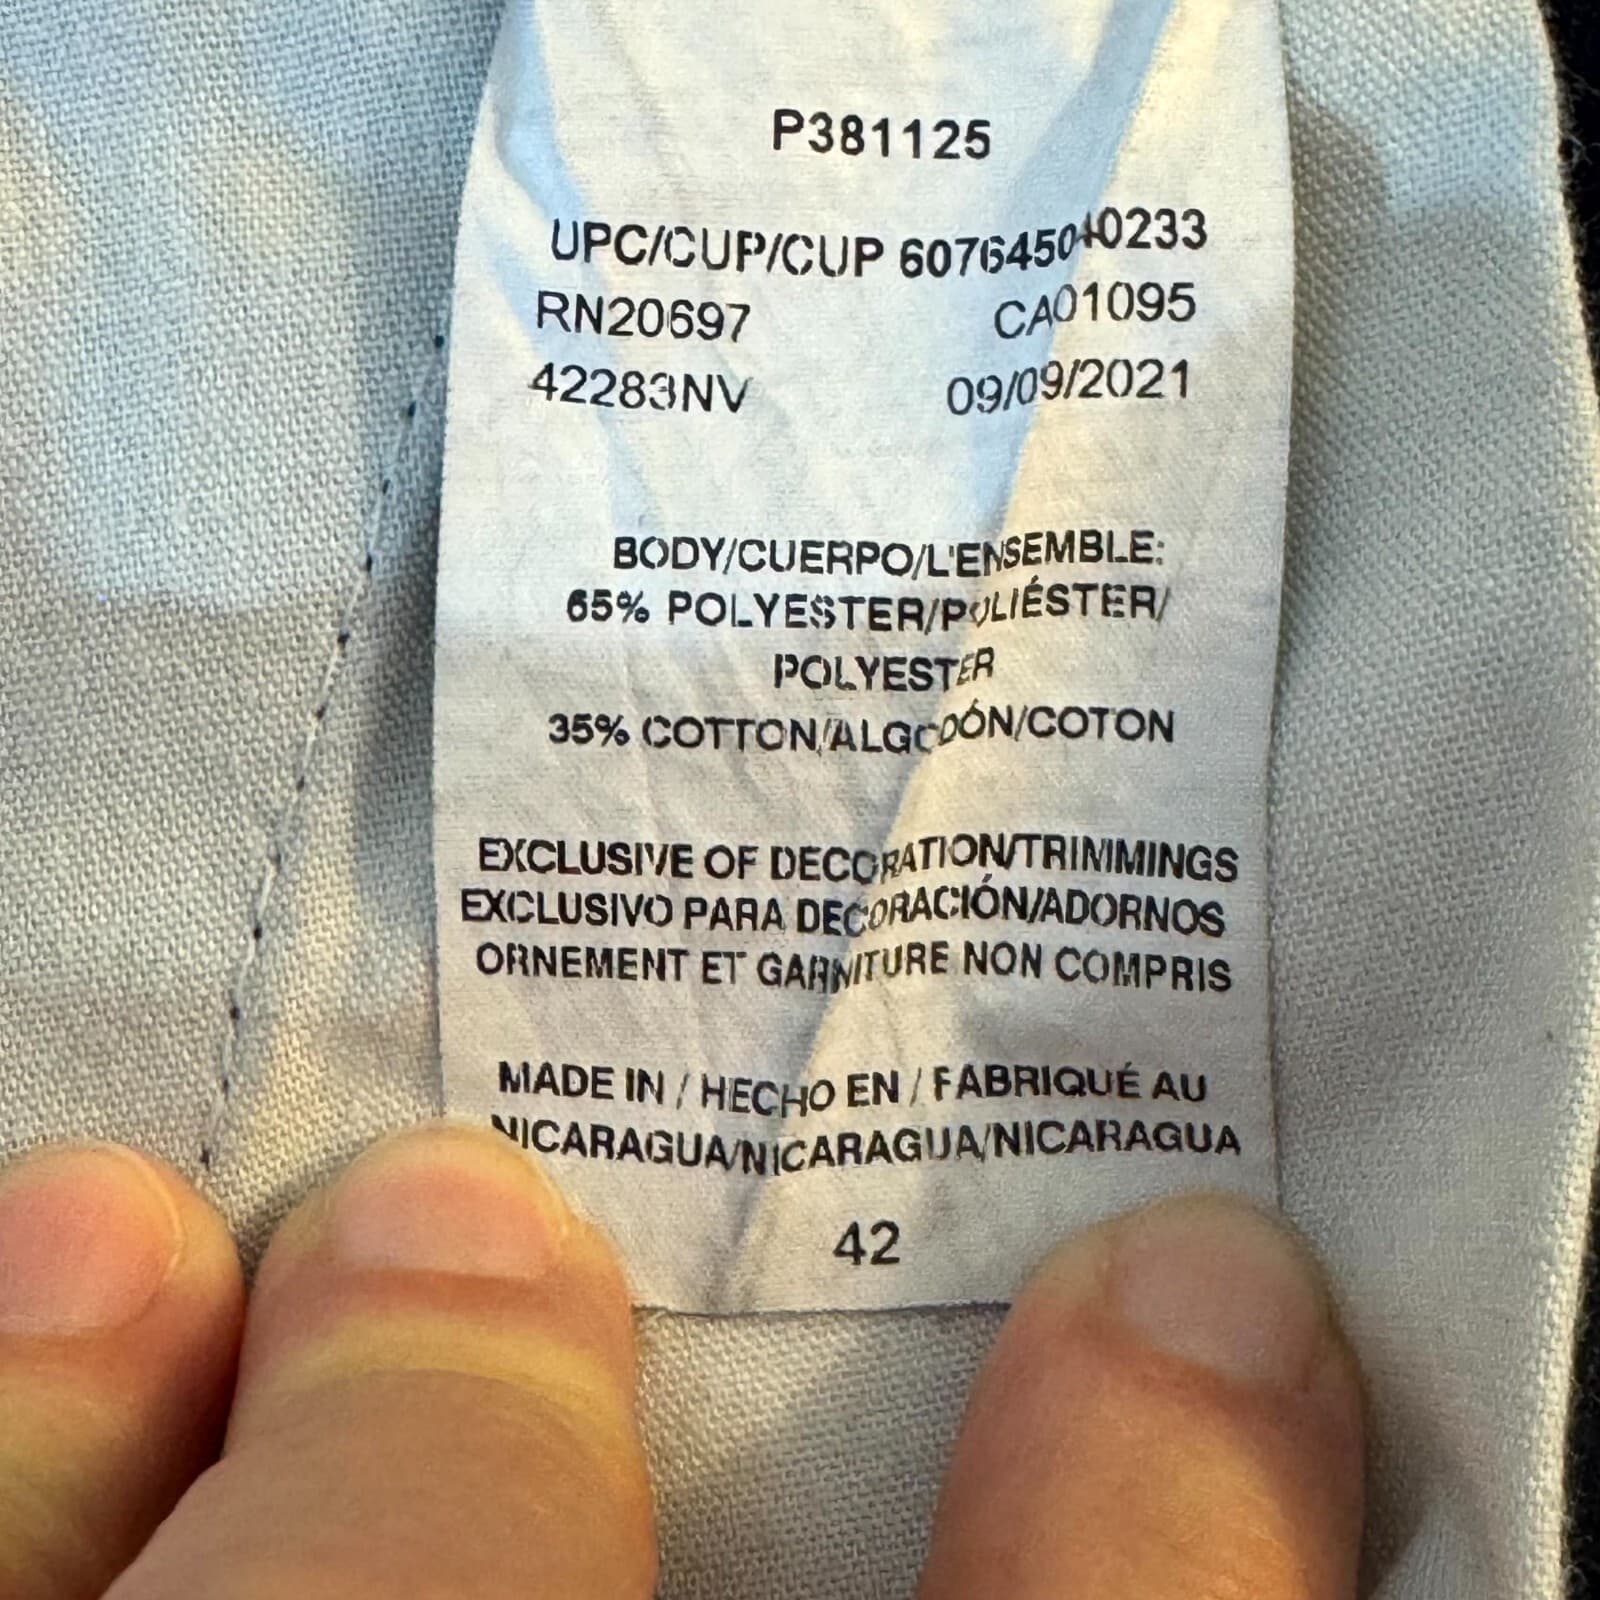 P381125
UPC/CUP/CUP 607645040233
RN20697 CA01095
42283NV 09/09/2021
BODY/CUERPO/L'ENSEMBLE:
65% POLYESTER/POLIÉSTER/
POLYESTER
35% COTTON/ALGODÓN/COTON
EXCLUSIVE OF DECORATION/TRIMMINGS
EXCLUSIVO PARA DECORACIÓN/ADORNOS
ORNEMENT ET GARNITURE NON COMPRIS
MADE IN / HECHO EN / FABRIQUÉ AU
NICARAGUA/NICARAGUA/NICARAGUA
42